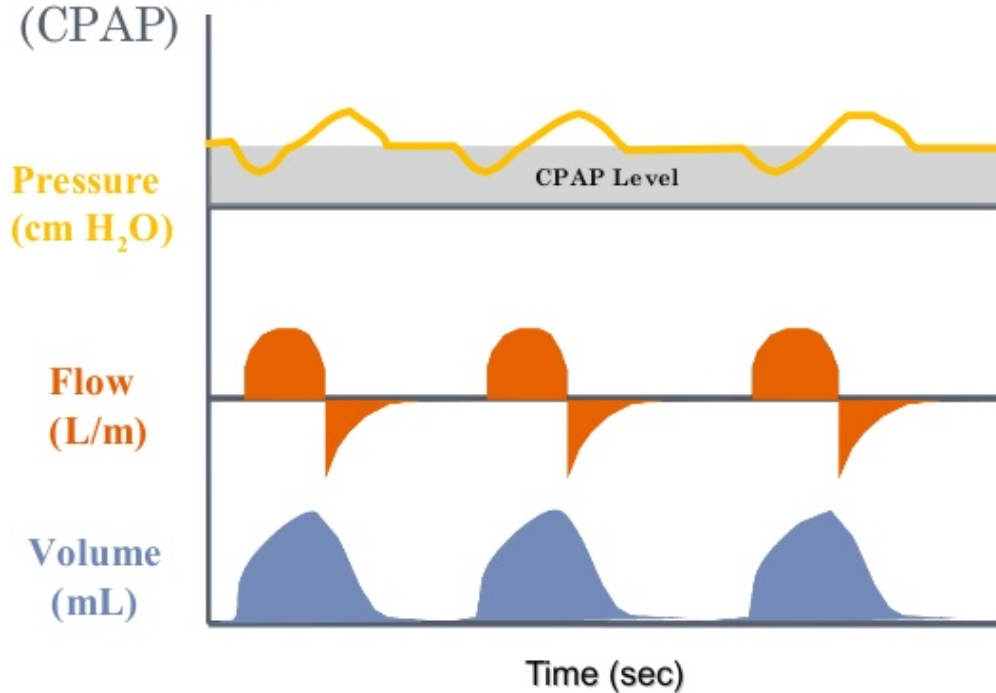 (CPAP)
Pressure
(cm H₂O)
CPAP Level
Flow
(L/m)
Volume
(mL)
Time (sec)